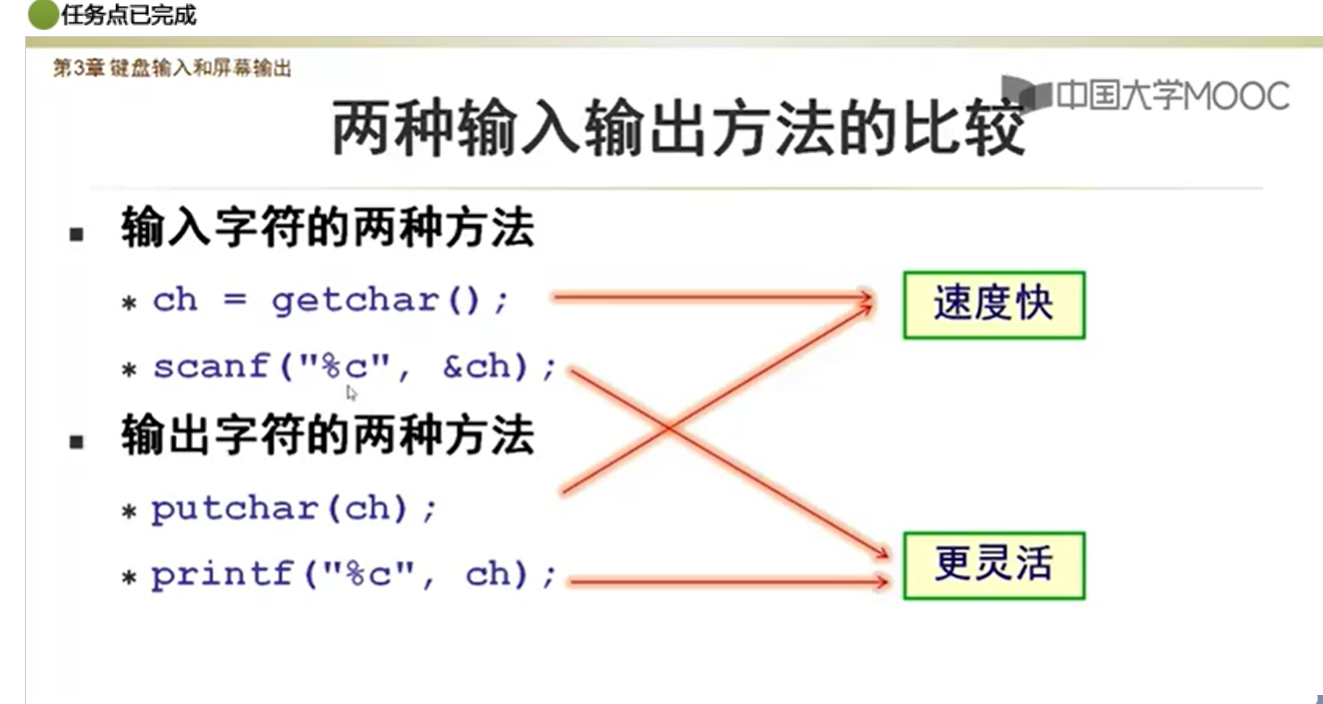 任务点已完成
第3章 键盘输入和屏幕输出
中国大学MOOC
两种输入输出方法的比较
▪ 输入字符的两种方法
* ch = getchar();
速度快
* scanf("%c", &ch);
▪ 输出字符的两种方法
* putchar(ch);
* printf("%c", ch);
更灵活